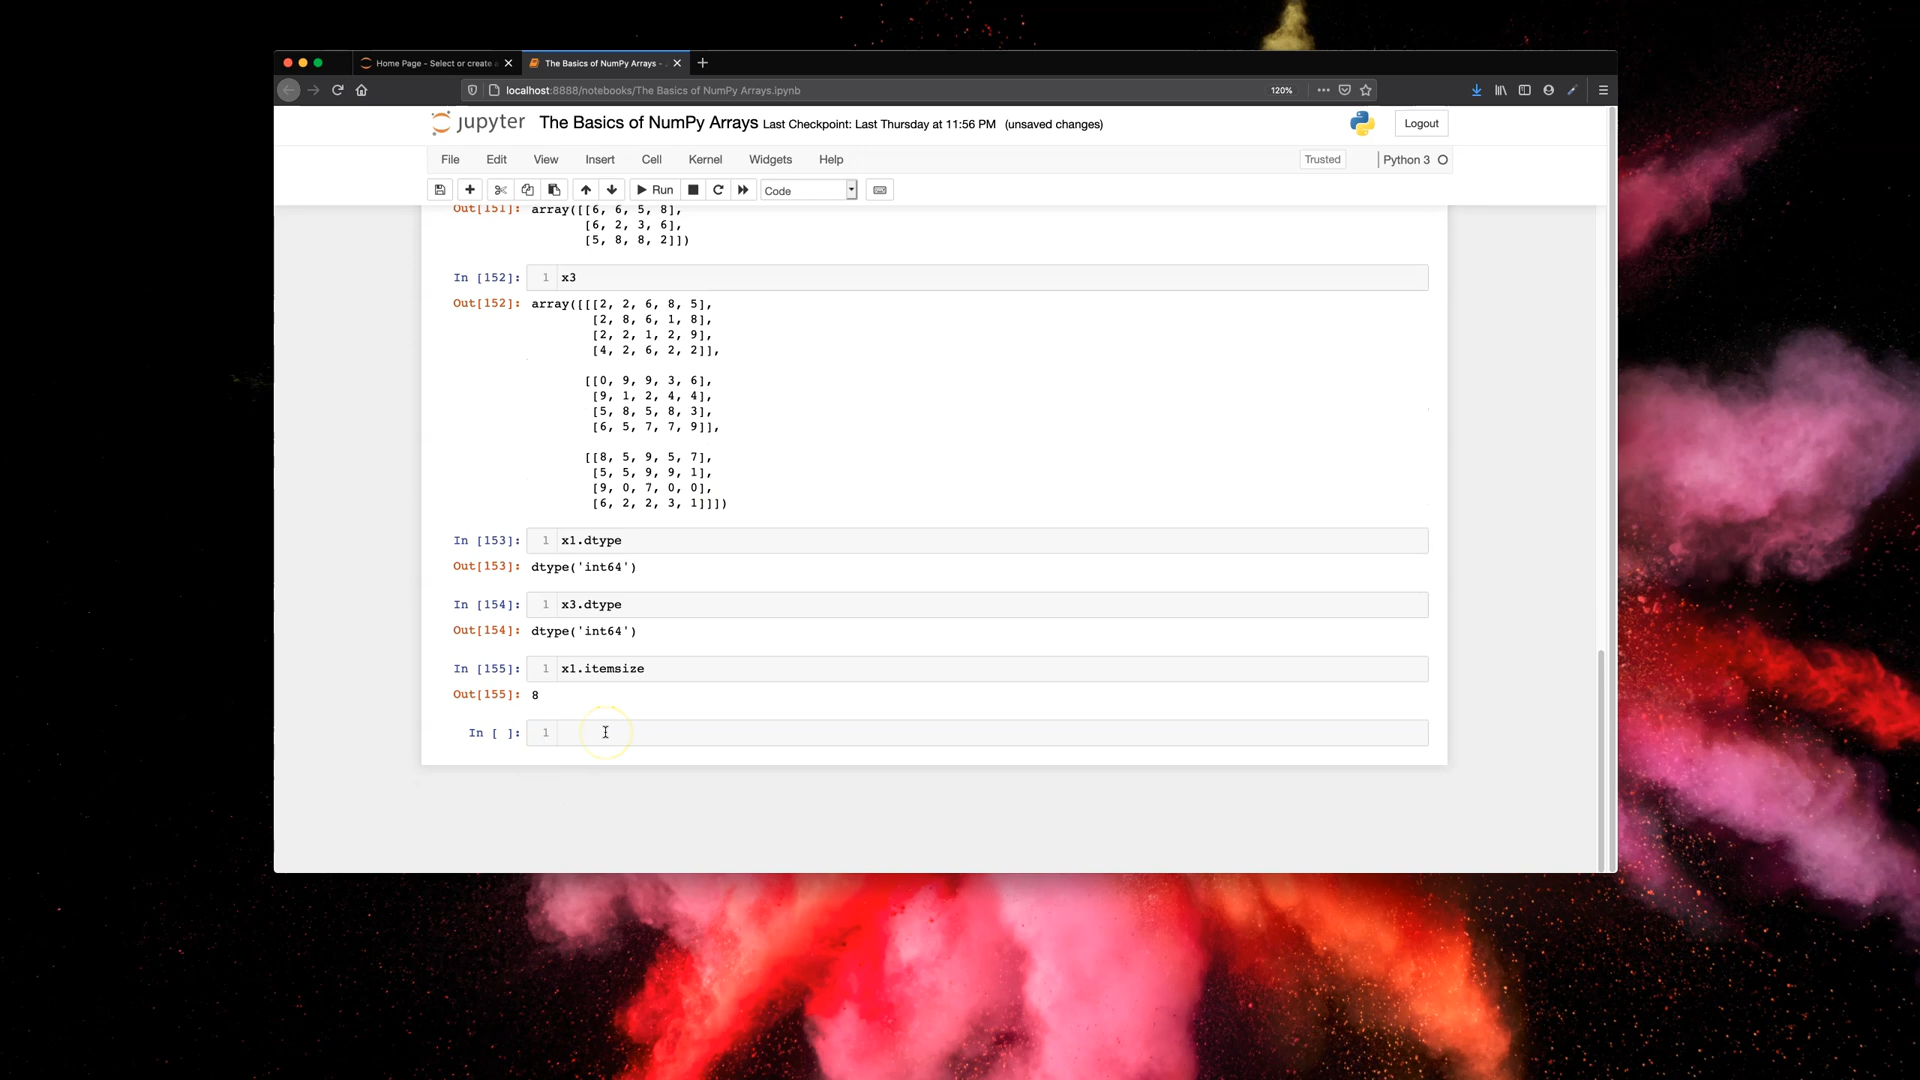 Home Page - Select or create a
The Basics of NumPy Arrays -
localhost:8888/notebooks/The Basics of NumPy Arrays.ipynb
120%
jupyter The Basics of NumPy Arrays Last Checkpoint: Last Thursday at 11:56 PM (unsaved changes)
Logout
File Edit View Insert Cell Kernel Widgets Help
Trusted
Python 3
Run
Code
Out[151]: array([[6, 6, 5, 8],
[6, 2, 3, 6],
[5, 8, 8, 2]])
In [152]: 1 x3
Out[152]: array([[[2, 2, 6, 8, 5],
[2, 8, 6, 1, 8],
[2, 2, 1, 2, 9],
[4, 2, 6, 2, 2]],
[[0, 9, 9, 3, 6],
[9, 1, 2, 4, 4],
[5, 8, 5, 8, 3],
[6, 5, 7, 7, 9]],
[[8, 5, 9, 5, 7],
[5, 5, 9, 9, 1],
[9, 0, 7, 0, 0],
[6, 2, 2, 3, 1]]])
In [153]: 1 x1.dtype
Out[153]: dtype('int64')
In [154]: 1 x3.dtype
Out[154]: dtype('int64')
In [155]: 1 x1.itemsize
Out[155]: 8
In [ ]: 1